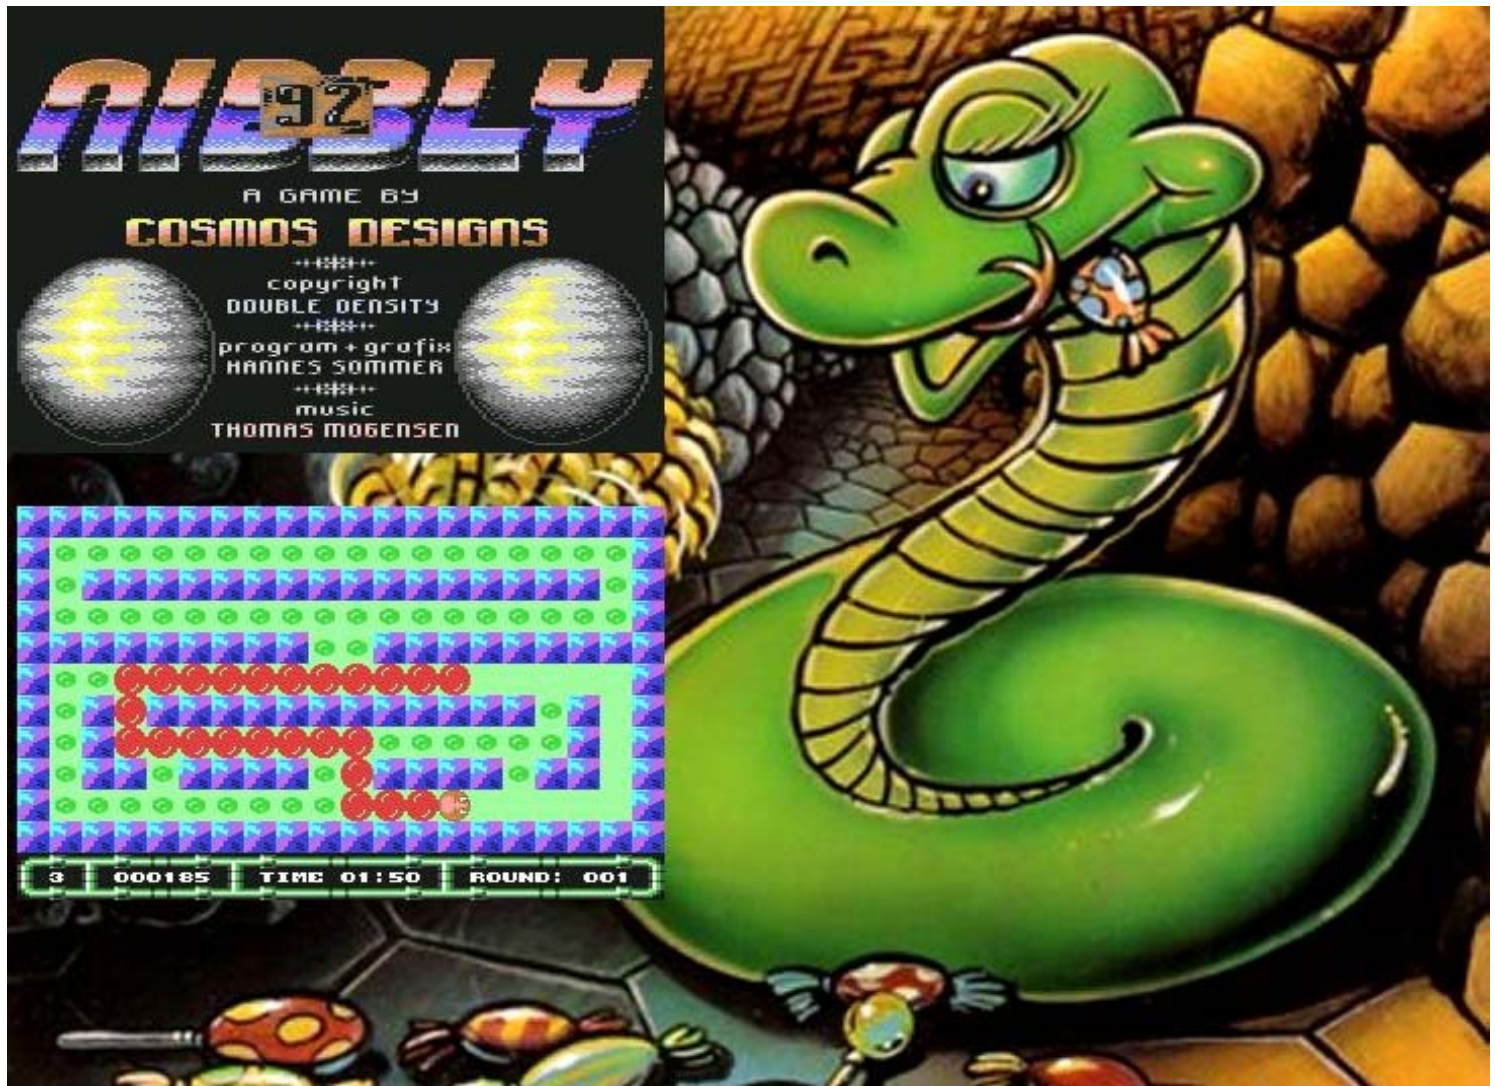 NIBBLY
92
A GAME BY
COSMOS DESIGNS
copyright
DOUBLE DENSITY
program + grafix
HANNES SOMMER
music
THOMAS MOGENSEN
3 000185 TIME 01:50 ROUND: 001